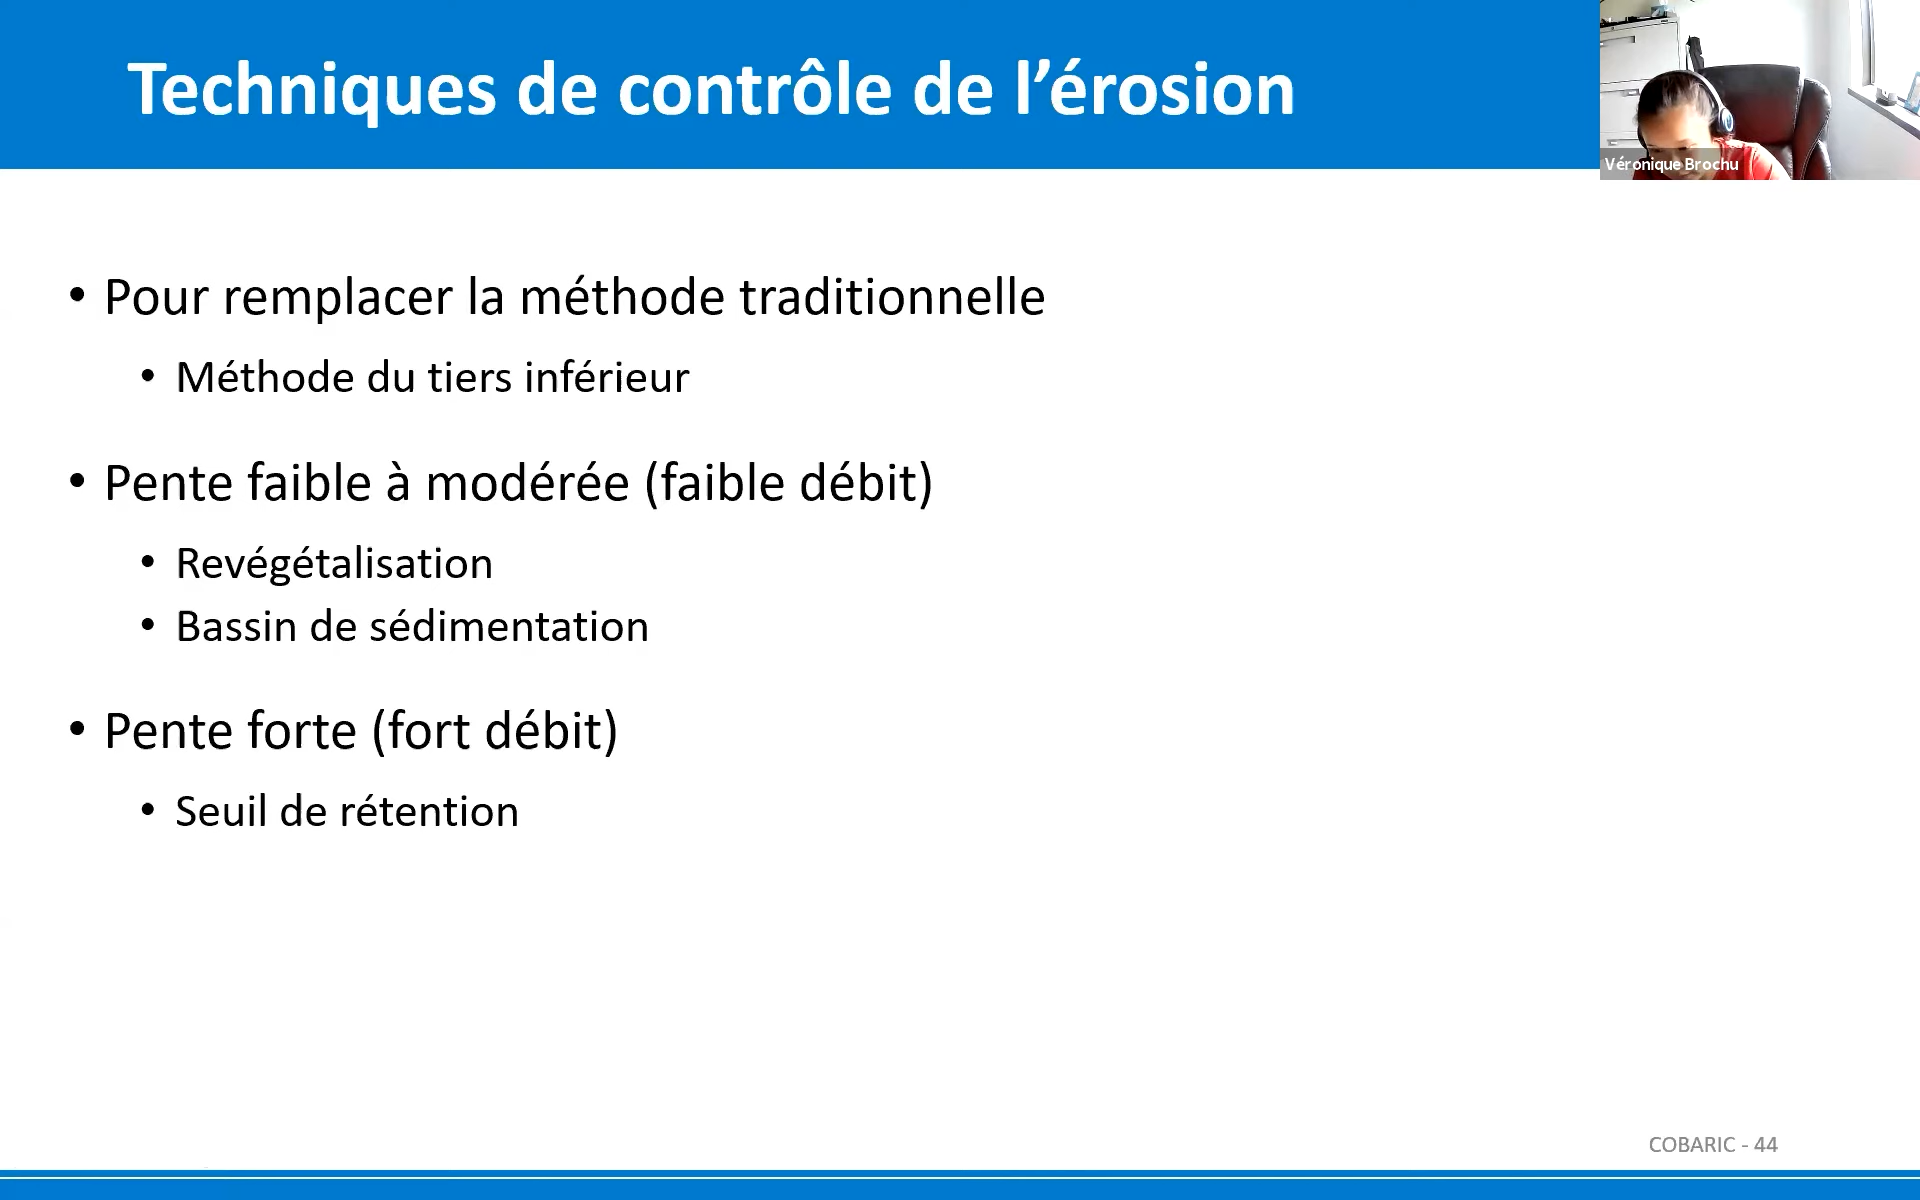 Techniques de contrôle de l’érosion
Véronique Brochu
• Pour remplacer la méthode traditionnelle
• Méthode du tiers inférieur
• Pente faible à modérée (faible débit)
• Revégétalisation
• Bassin de sédimentation
• Pente forte (fort débit)
• Seuil de rétention
COBARIC - 44